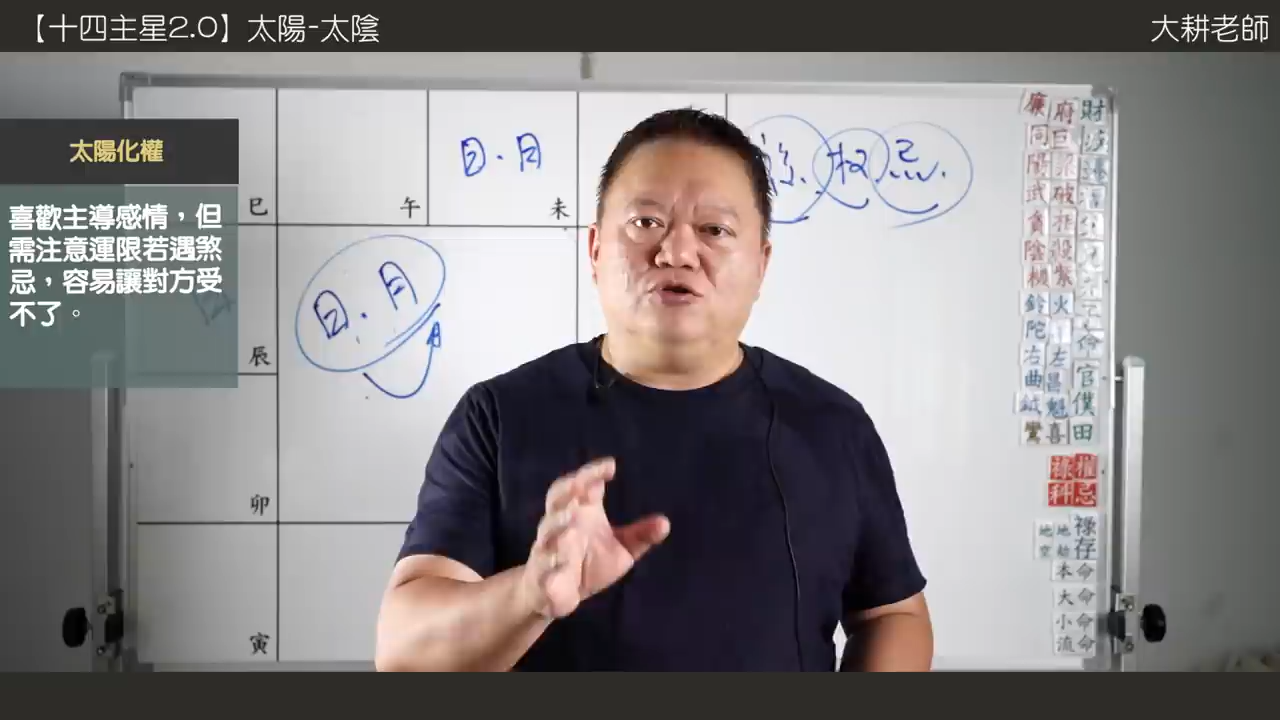 【十四主星2.0】太陽-太陰
大耕老師
太陽化權
喜歡主導感情，但
需注意運限若遇煞
忌，容易讓對方受
不了。
日．月
權 忌
巳
午
未
日．月
辰
卯
寅
廉 府 財
同 巨
陽 梁
武 破
貪
陰 殺
機 紫
鈴 火
陀
右 左 命
曲 昌 官
鉞 魁 僕
鸞 喜 田
祿 權
科 忌
地空 地劫 祿存
本命
大命
小命
流命